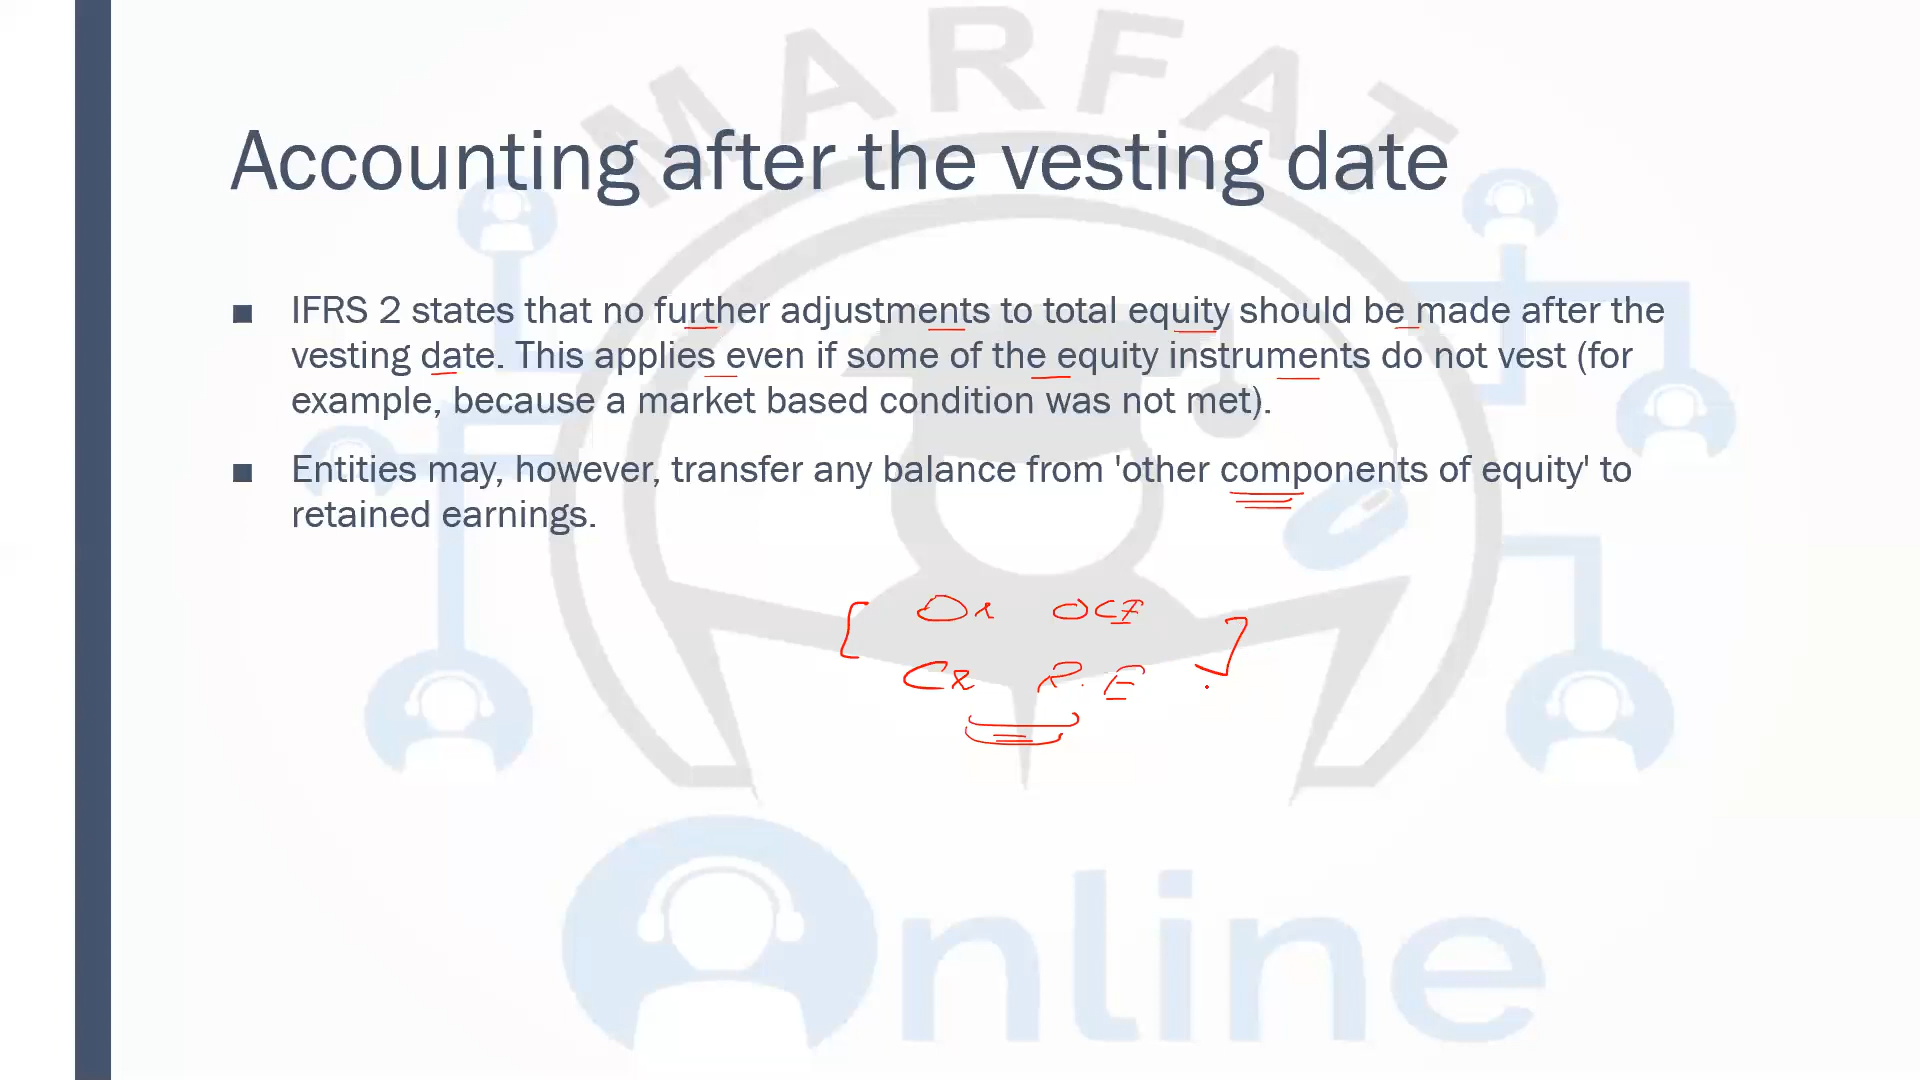 MARFAT
Accounting after the vesting date
■ IFRS 2 states that no further adjustments to total equity should be made after the
vesting date. This applies even if some of the equity instruments do not vest (for
example, because a market based condition was not met).
■ Entities may, however, transfer any balance from 'other components of equity' to
retained earnings.
Dr OCE
Cr R.E
Online